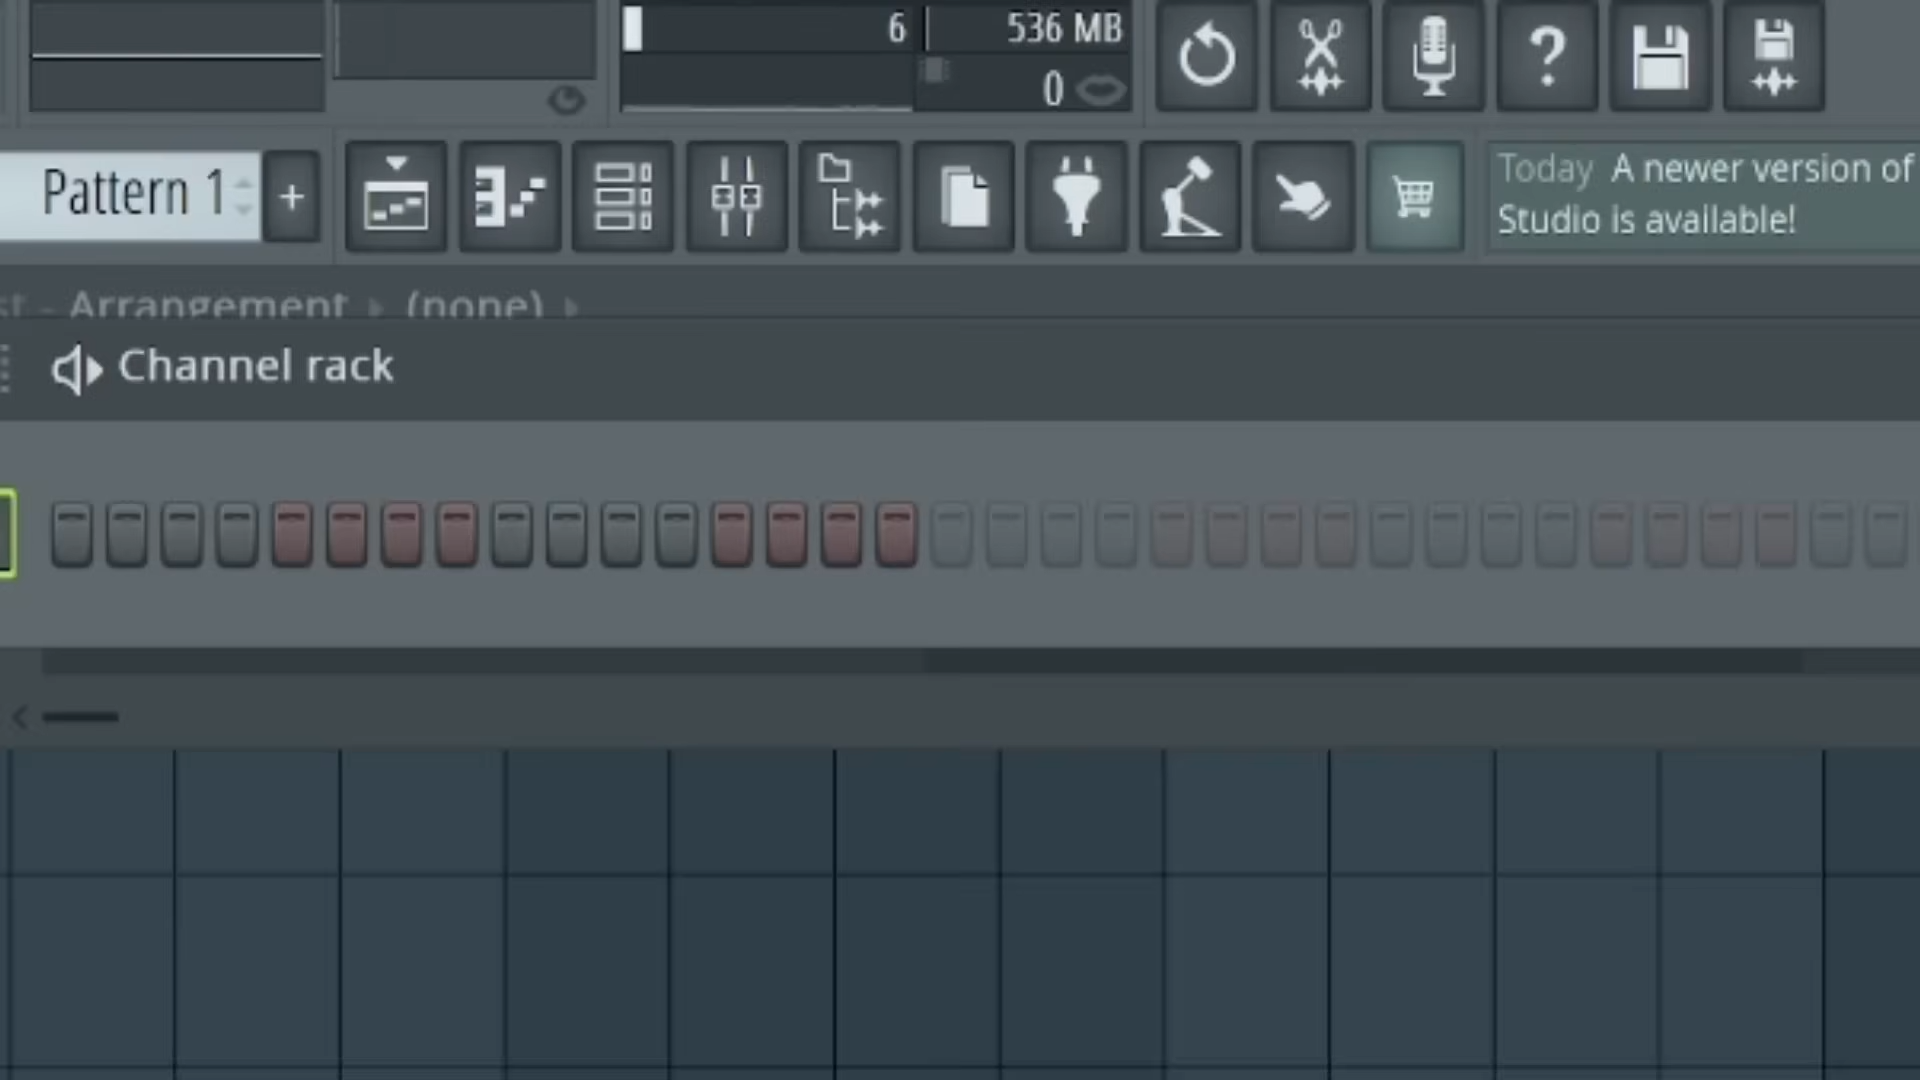 6
536 MB
0
Pattern 1
+
Today A newer version of
Studio is available!
- Arrangement (none)
Channel rack